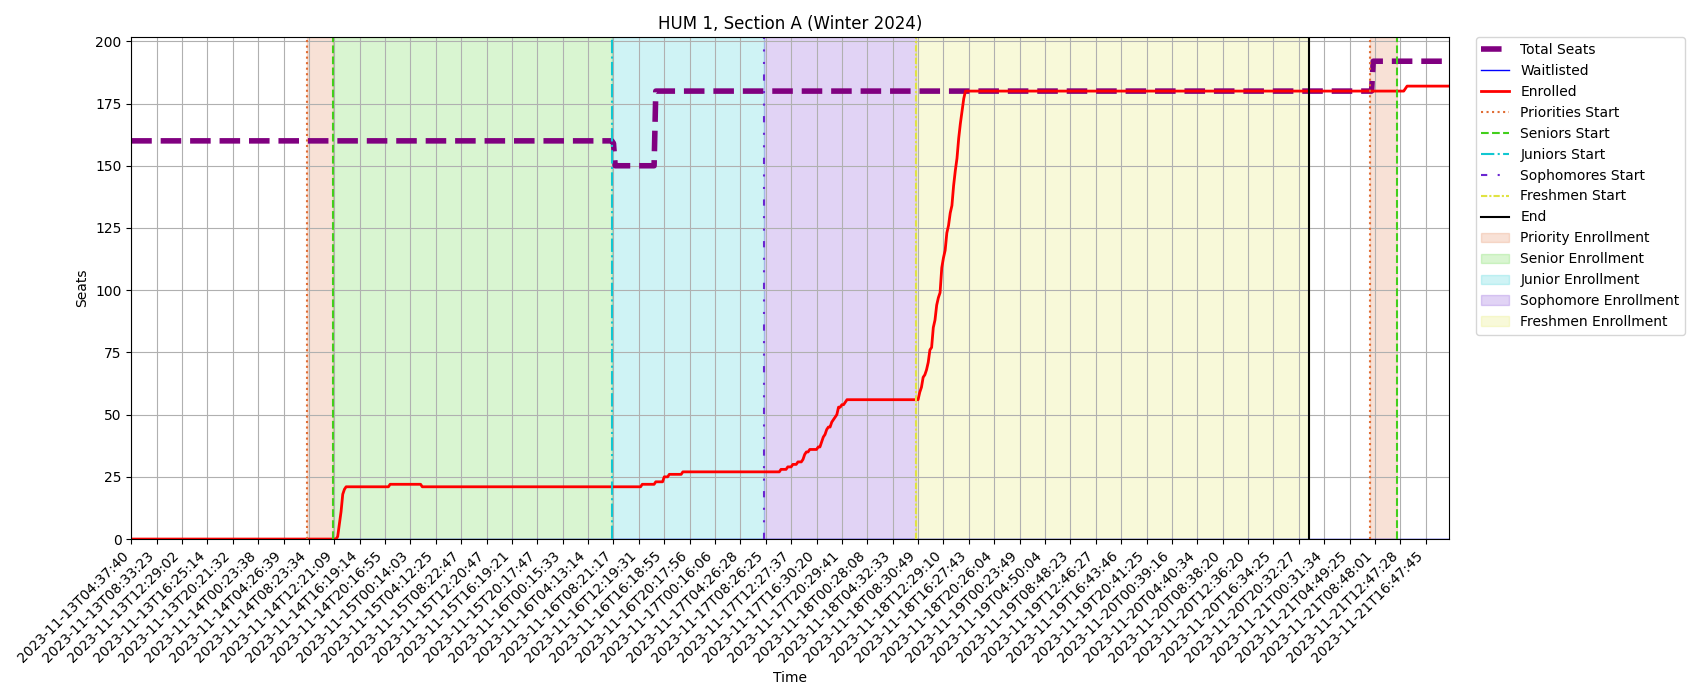 HUM 1, Section A (Winter 2024)
Seats
200
175
150
125
100
75
50
25
0
2023-11-13T04:37:40
2023-11-13T08:33:23
2023-11-13T12:29:02
2023-11-13T16:25:14
2023-11-13T20:21:32
2023-11-14T00:23:38
2023-11-14T04:26:39
2023-11-14T08:23:34
2023-11-14T12:21:09
2023-11-14T16:19:14
2023-11-14T20:16:55
2023-11-15T00:14:03
2023-11-15T04:12:25
2023-11-15T08:22:47
2023-11-15T12:20:47
2023-11-15T16:19:21
2023-11-15T20:17:47
2023-11-16T00:15:33
2023-11-16T04:13:14
2023-11-16T08:21:17
2023-11-16T12:19:31
2023-11-16T16:18:55
2023-11-16T20:17:56
2023-11-17T00:16:06
2023-11-17T04:26:28
2023-11-17T08:26:25
2023-11-17T12:27:37
2023-11-17T16:30:20
2023-11-17T20:29:41
2023-11-18T00:28:08
2023-11-18T04:32:33
2023-11-18T08:30:49
2023-11-18T12:29:10
2023-11-18T16:27:43
2023-11-18T20:26:04
2023-11-19T00:23:49
2023-11-19T04:50:04
2023-11-19T08:48:23
2023-11-19T12:46:27
2023-11-19T16:43:46
2023-11-19T20:41:25
2023-11-20T00:39:16
2023-11-20T04:40:34
2023-11-20T08:38:20
2023-11-20T12:36:20
2023-11-20T16:34:25
2023-11-20T20:32:27
2023-11-21T00:31:34
2023-11-21T04:49:25
2023-11-21T08:48:01
2023-11-21T12:47:28
2023-11-21T16:47:45
Time
Total Seats
Waitlisted
Enrolled
Priorities Start
Seniors Start
Juniors Start
Sophomores Start
Freshmen Start
End
Priority Enrollment
Senior Enrollment
Junior Enrollment
Sophomore Enrollment
Freshmen Enrollment